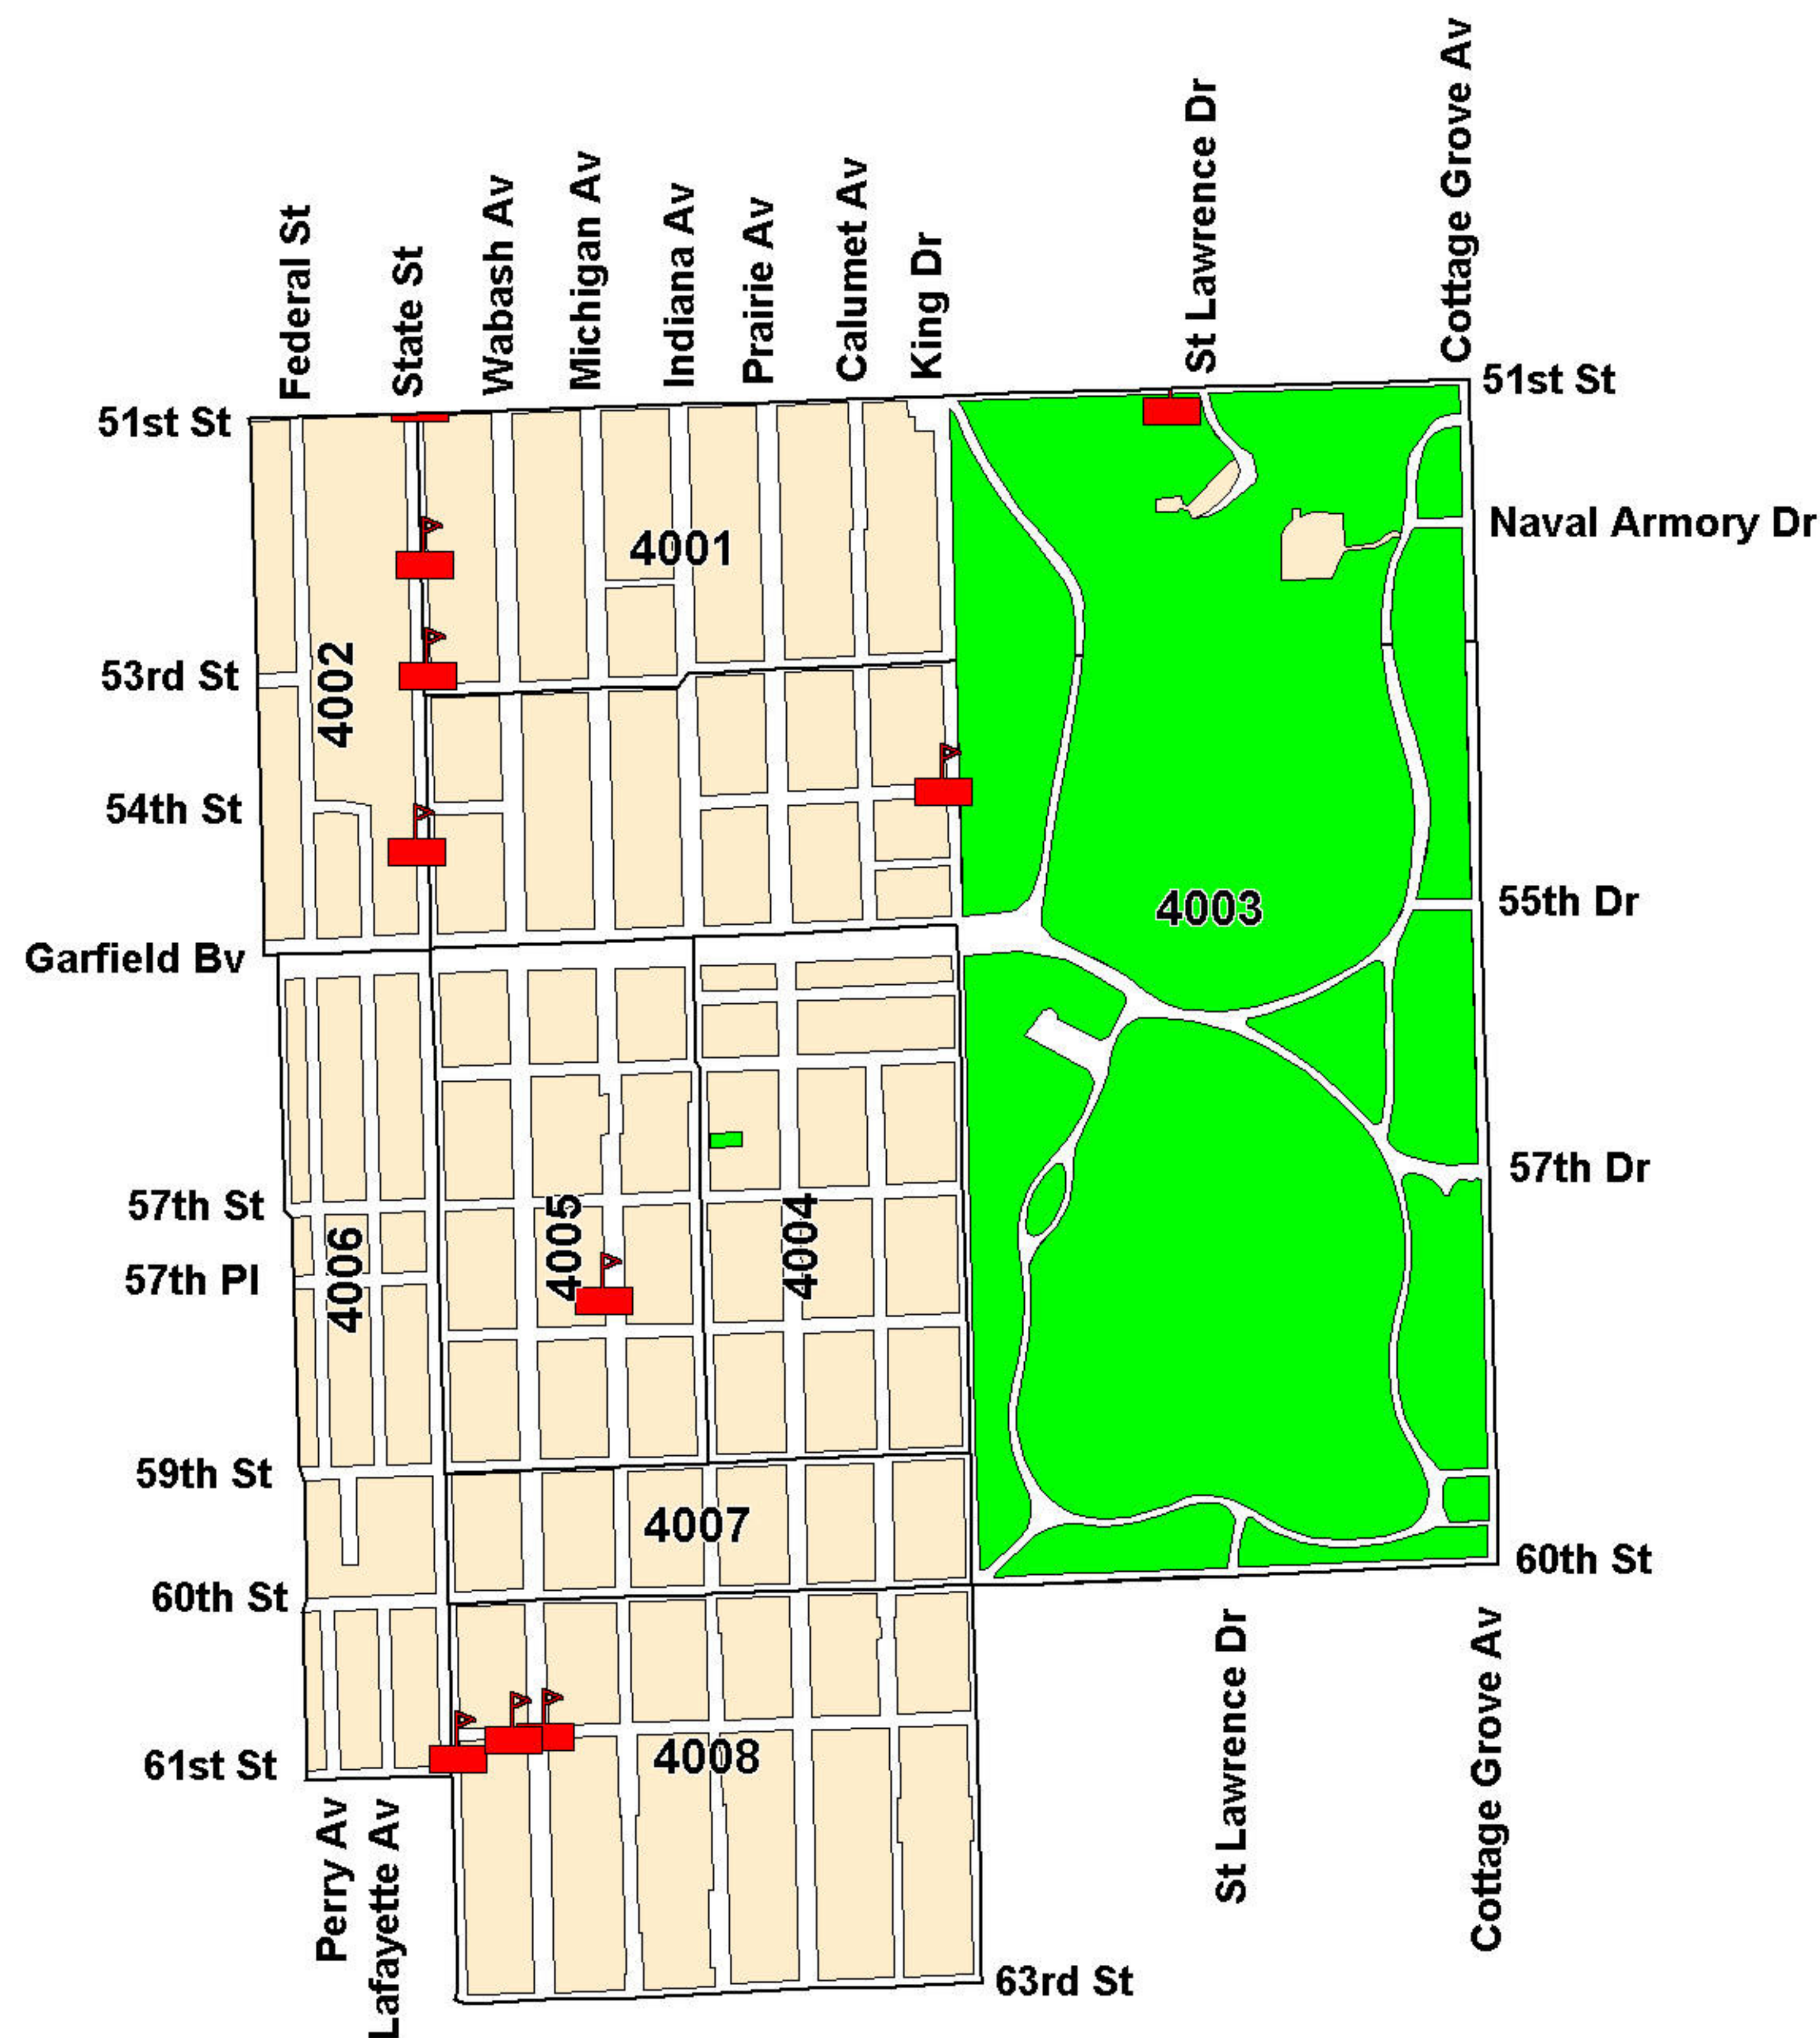 Federal St
State St
Wabash Av
Michigan Av
Indiana Av
Prairie Av
Calumet Av
King Dr
St Lawrence Dr
Cottage Grove Av
51st St
51st St
Naval Armory Dr
4001
53rd St
4002
54th St
4003
55th Dr
Garfield Bv
57th Dr
57th St
4005
4004
4006
57th Pl
59th St
4007
60th St
60th St
61st St
4008
Perry Av
Lafayette Av
St Lawrence Dr
Cottage Grove Av
63rd St